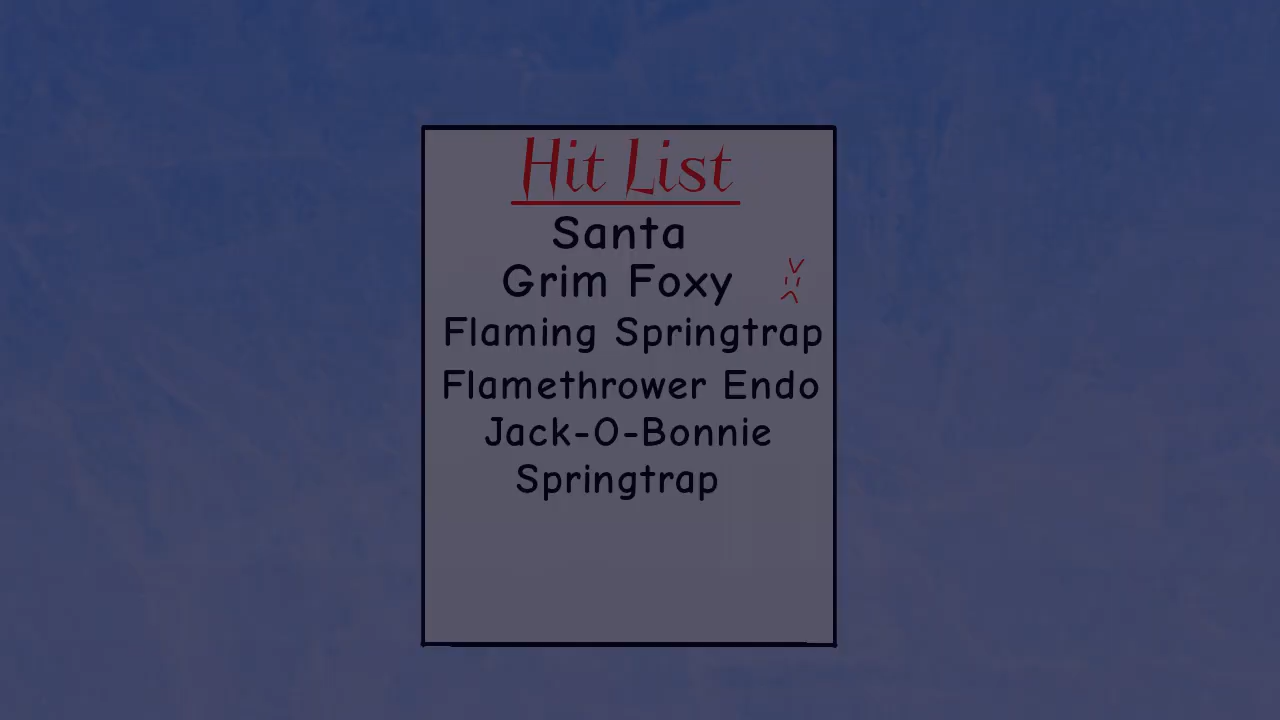 Hit List
Santa
Grim Foxy
Flaming Springtrap
Flamethrower Endo
Jack-O-Bonnie
Springtrap